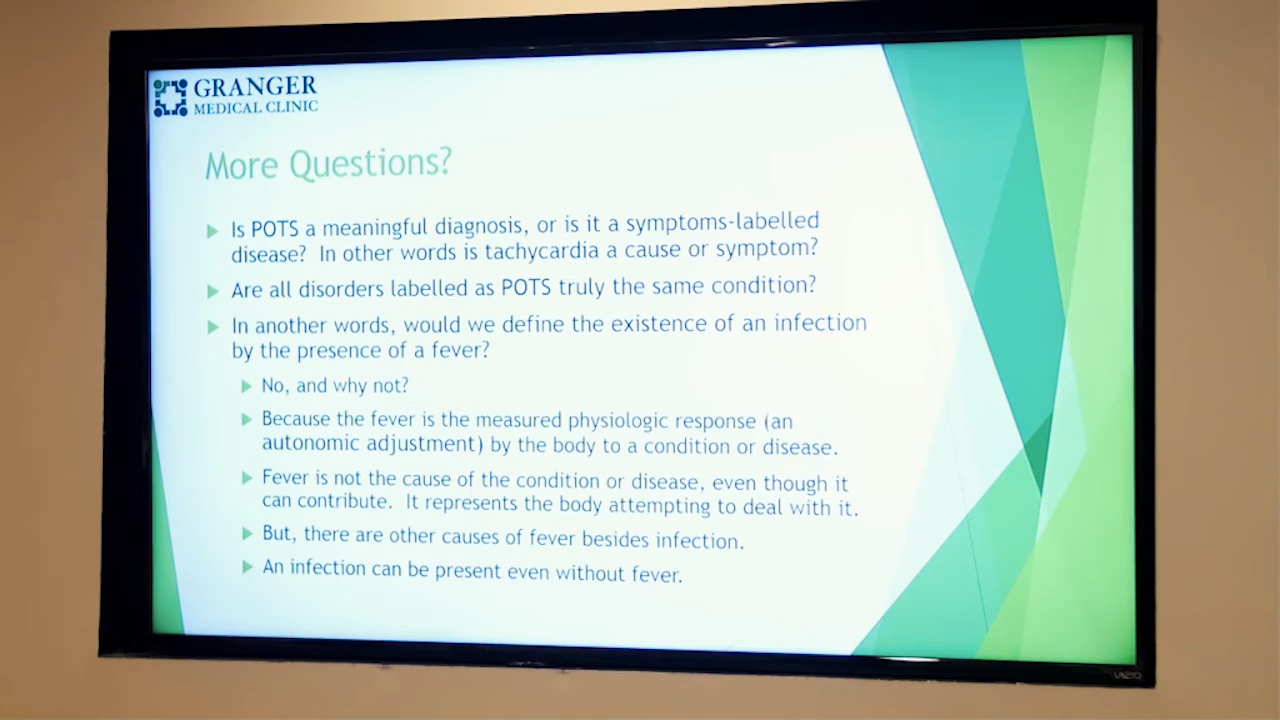 GRANGER
MEDICAL CLINIC
More Questions?
Is POTS a meaningful diagnosis, or is it a symptoms-labelled
disease? In other words is tachycardia a cause or symptom?
Are all disorders labelled as POTS truly the same condition?
In another words, would we define the existence of an infection
by the presence of a fever?
No, and why not?
Because the fever is the measured physiologic response (an
autonomic adjustment) by the body to a condition or disease.
Fever is not the cause of the condition or disease, even though it
can contribute. It represents the body attempting to deal with it.
But, there are other causes of fever besides infection.
An infection can be present even without fever.
VIZIO